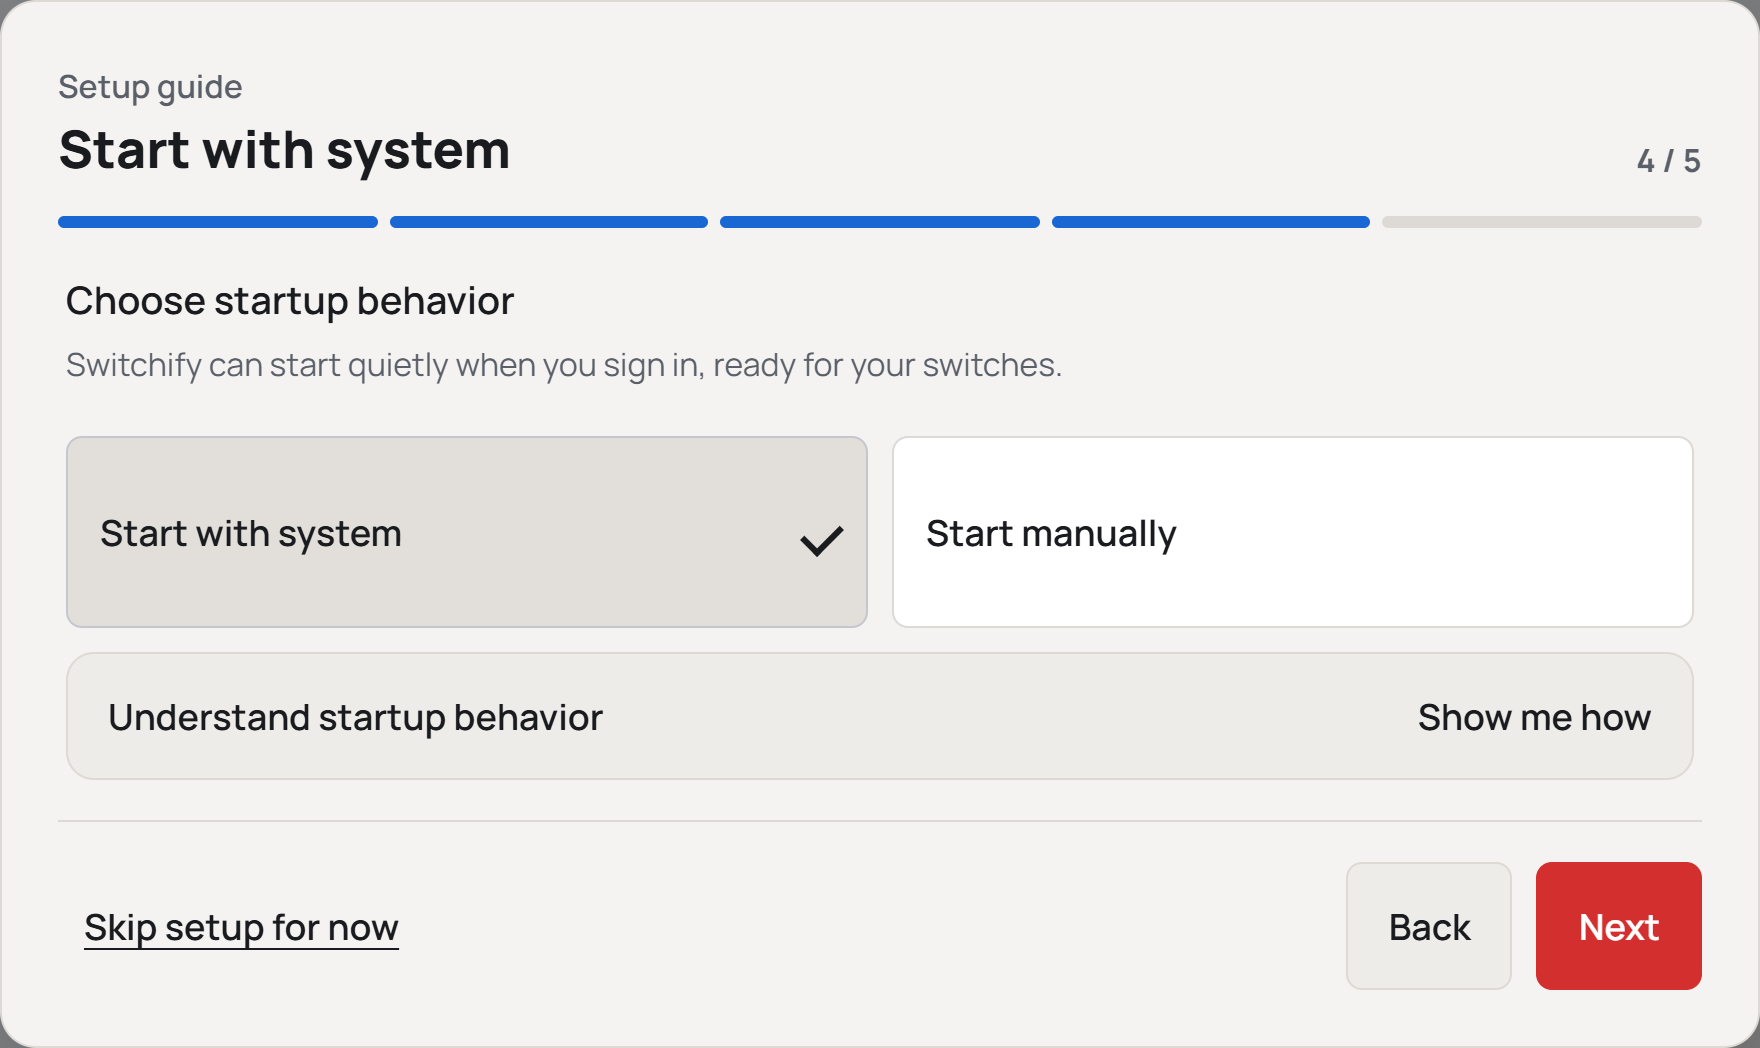 Setup guide
Start with system
4 / 5
Choose startup behavior
Switchify can start quietly when you sign in, ready for your switches.
Start with system
Start manually
Understand startup behavior
Show me how
Skip setup for now
Back
Next